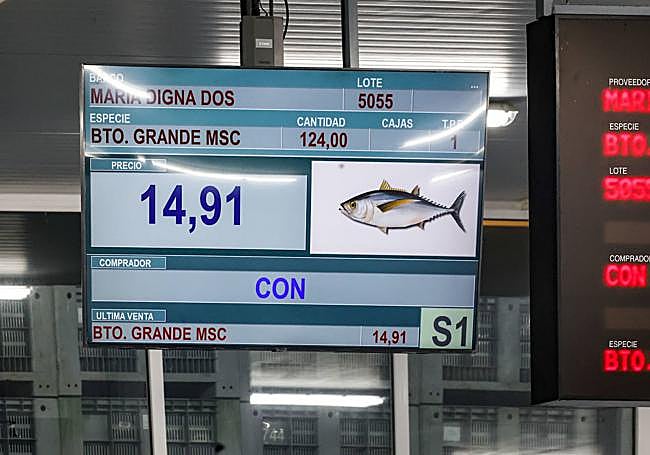 BARCO LOTE
MARIA DIGNA DOS 5055
ESPECIE CANTIDAD CAJAS
BTO. GRANDE MSC 124,00 1
PRECIO
14,91
COMPRADOR
CON
ULTIMA VENTA
BTO. GRANDE MSC 14,91 S1
PROVEEDOR
MARI
ESPECIE
BTO.
LOTE
5055
COMPRADOR
CON
ESPECIE
BTO.
744